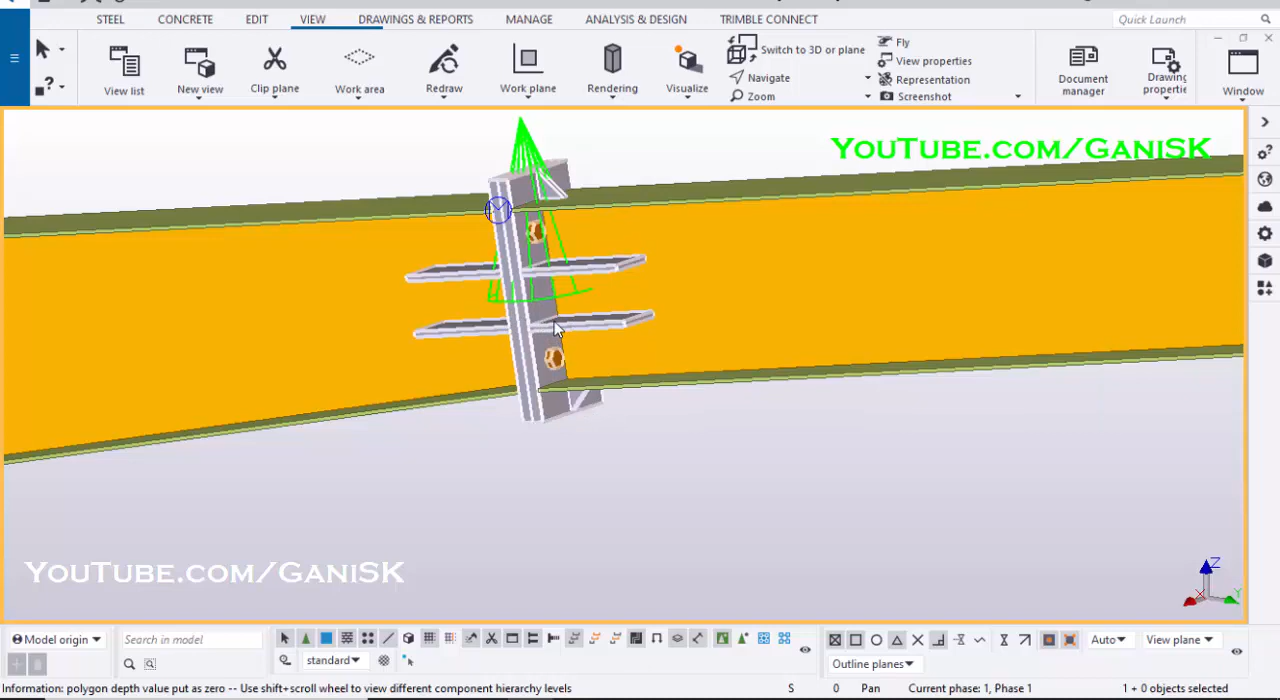 STEEL CONCRETE EDIT VIEW DRAWINGS & REPORTS MANAGE ANALYSIS & DESIGN TRIMBLE CONNECT Quick Launch
View list
New view
Clip plane
Work area
Redraw
Work plane
Rendering
Visualize
Switch to 3D or plane
Navigate
Zoom
Fly
View properties
Representation
Screenshot
Document
manager
Drawing
propertie
Window
YouTube.com/GaniSK
YouTube.com/GaniSK
Z
Y
X
Model origin
Search in model
standard
Auto
View plane
Outline planes
Information: polygon depth value put as zero -- Use shift+scroll wheel to view different component hierarchy levels S 0 Pan Current phase: 1, Phase 1 1 + 0 objects selected